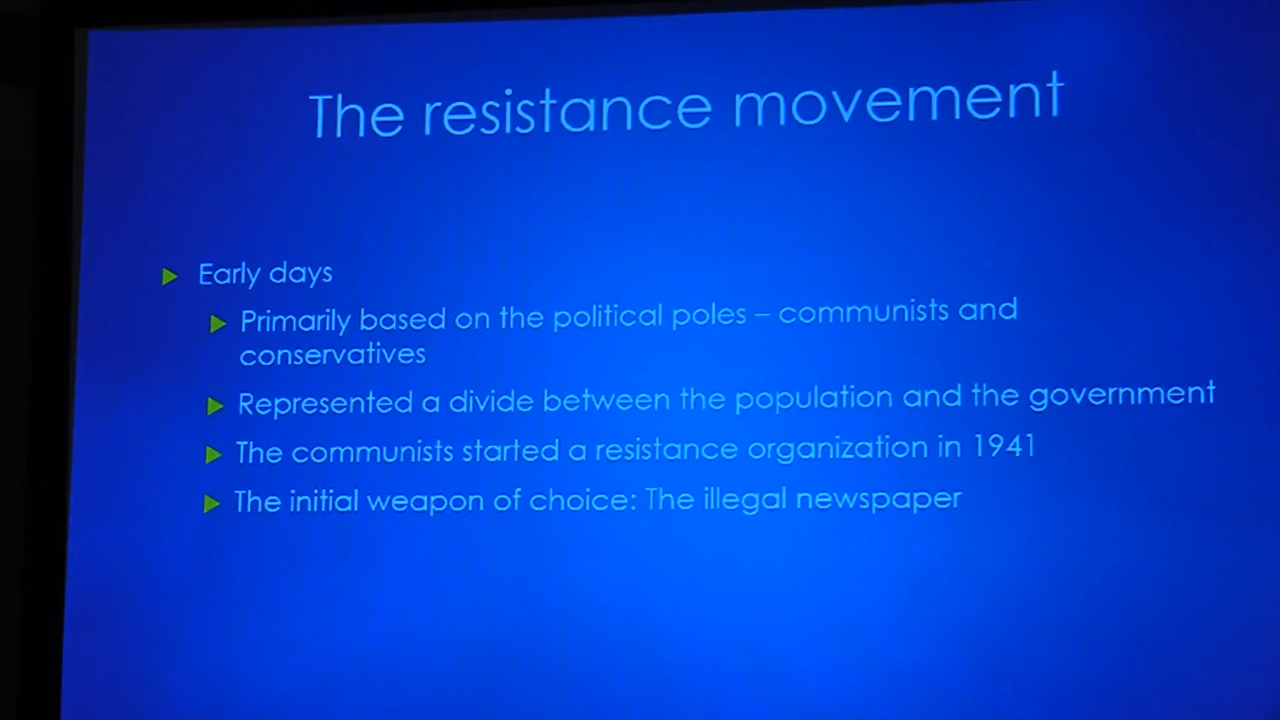 The resistance movement
Early days
Primarily based on the political poles – communists and
conservatives
Represented a divide between the population and the government
The communists started a resistance organization in 1941
The initial weapon of choice: The illegal newspaper